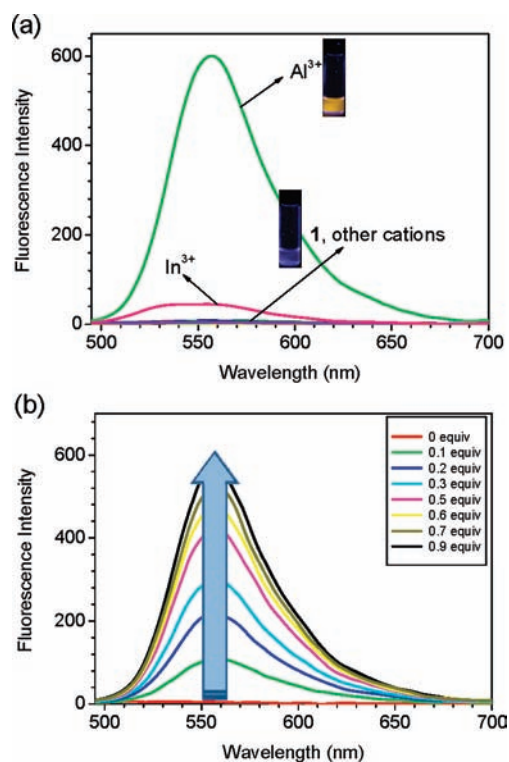 (a)
600
400
200
0
Fluorescence Intensity
Al³⁺
1, other cations
In³⁺
500 550 600 650 700
Wavelength (nm)
(b)
600
400
200
0
Fluorescence Intensity
0 equiv
0.1 equiv
0.2 equiv
0.3 equiv
0.5 equiv
0.6 equiv
0.7 equiv
0.9 equiv
500 550 600 650 700
Wavelength (nm)